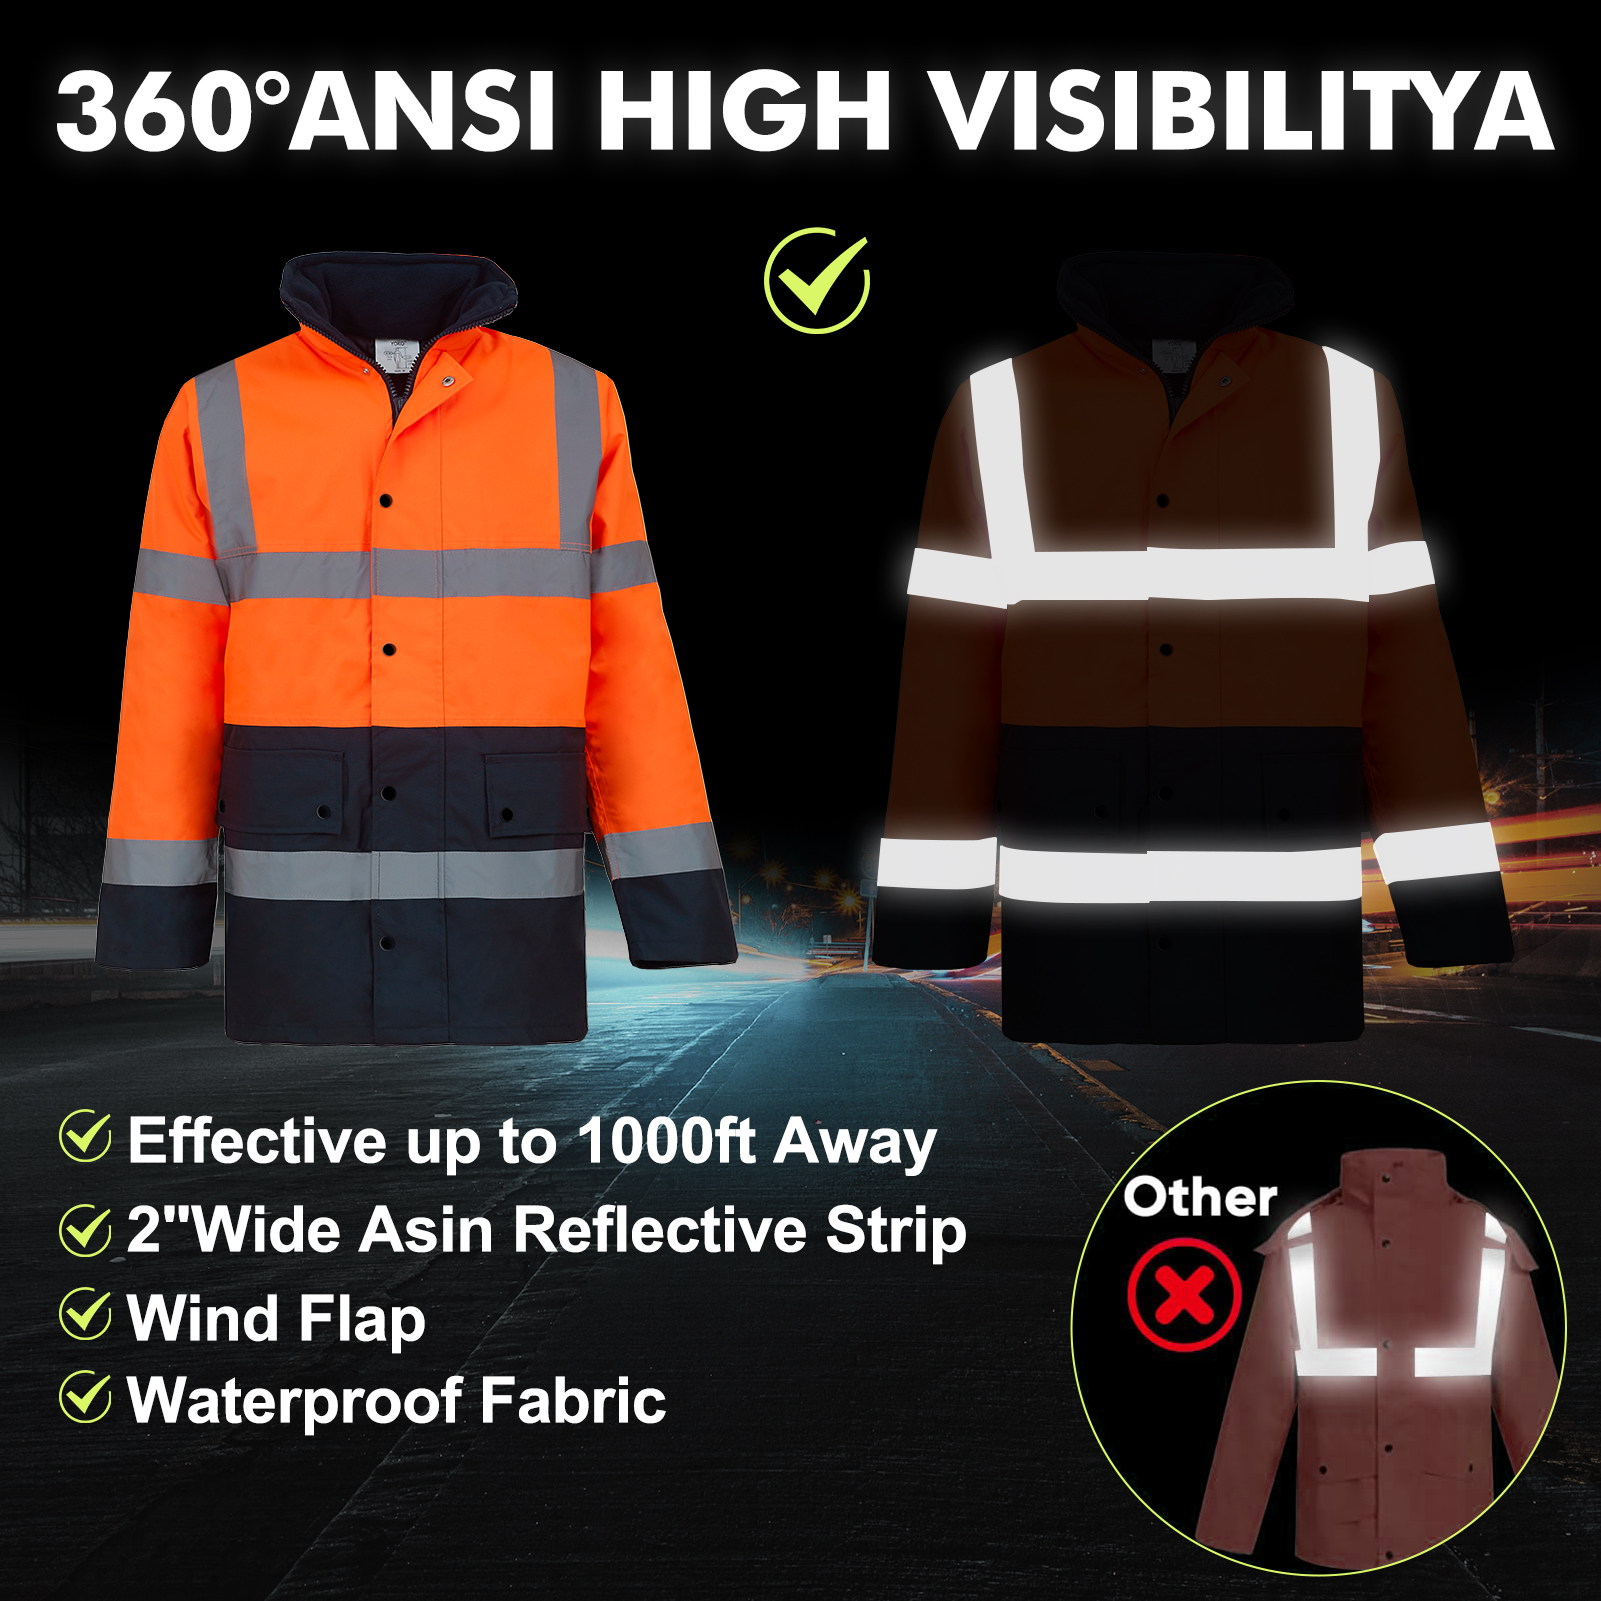 360°ANSI HIGH VISIBILITYA
YOKO
Effective up to 1000ft Away
2"Wide Asin Reflective Strip
Wind Flap
Waterproof Fabric
Other